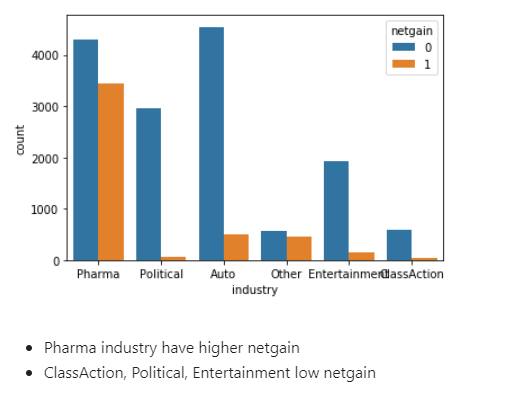 netgain
0
1
4000
3000
2000
1000
0
count
Pharma Political Auto Other Entertainment ClassAction
industry
Pharma industry have higher netgain
ClassAction, Political, Entertainment low netgain